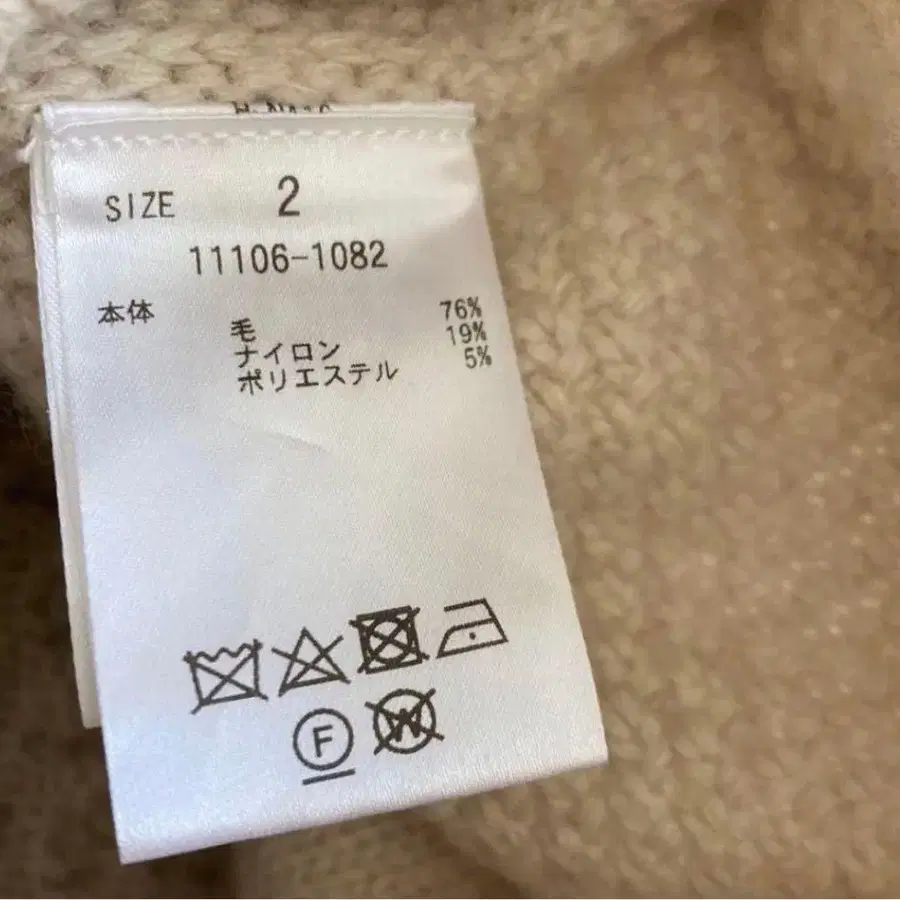 SIZE 2
11106-1082
本体
毛 76%
ナイロン 19%
ポリエステル 5%
F
W